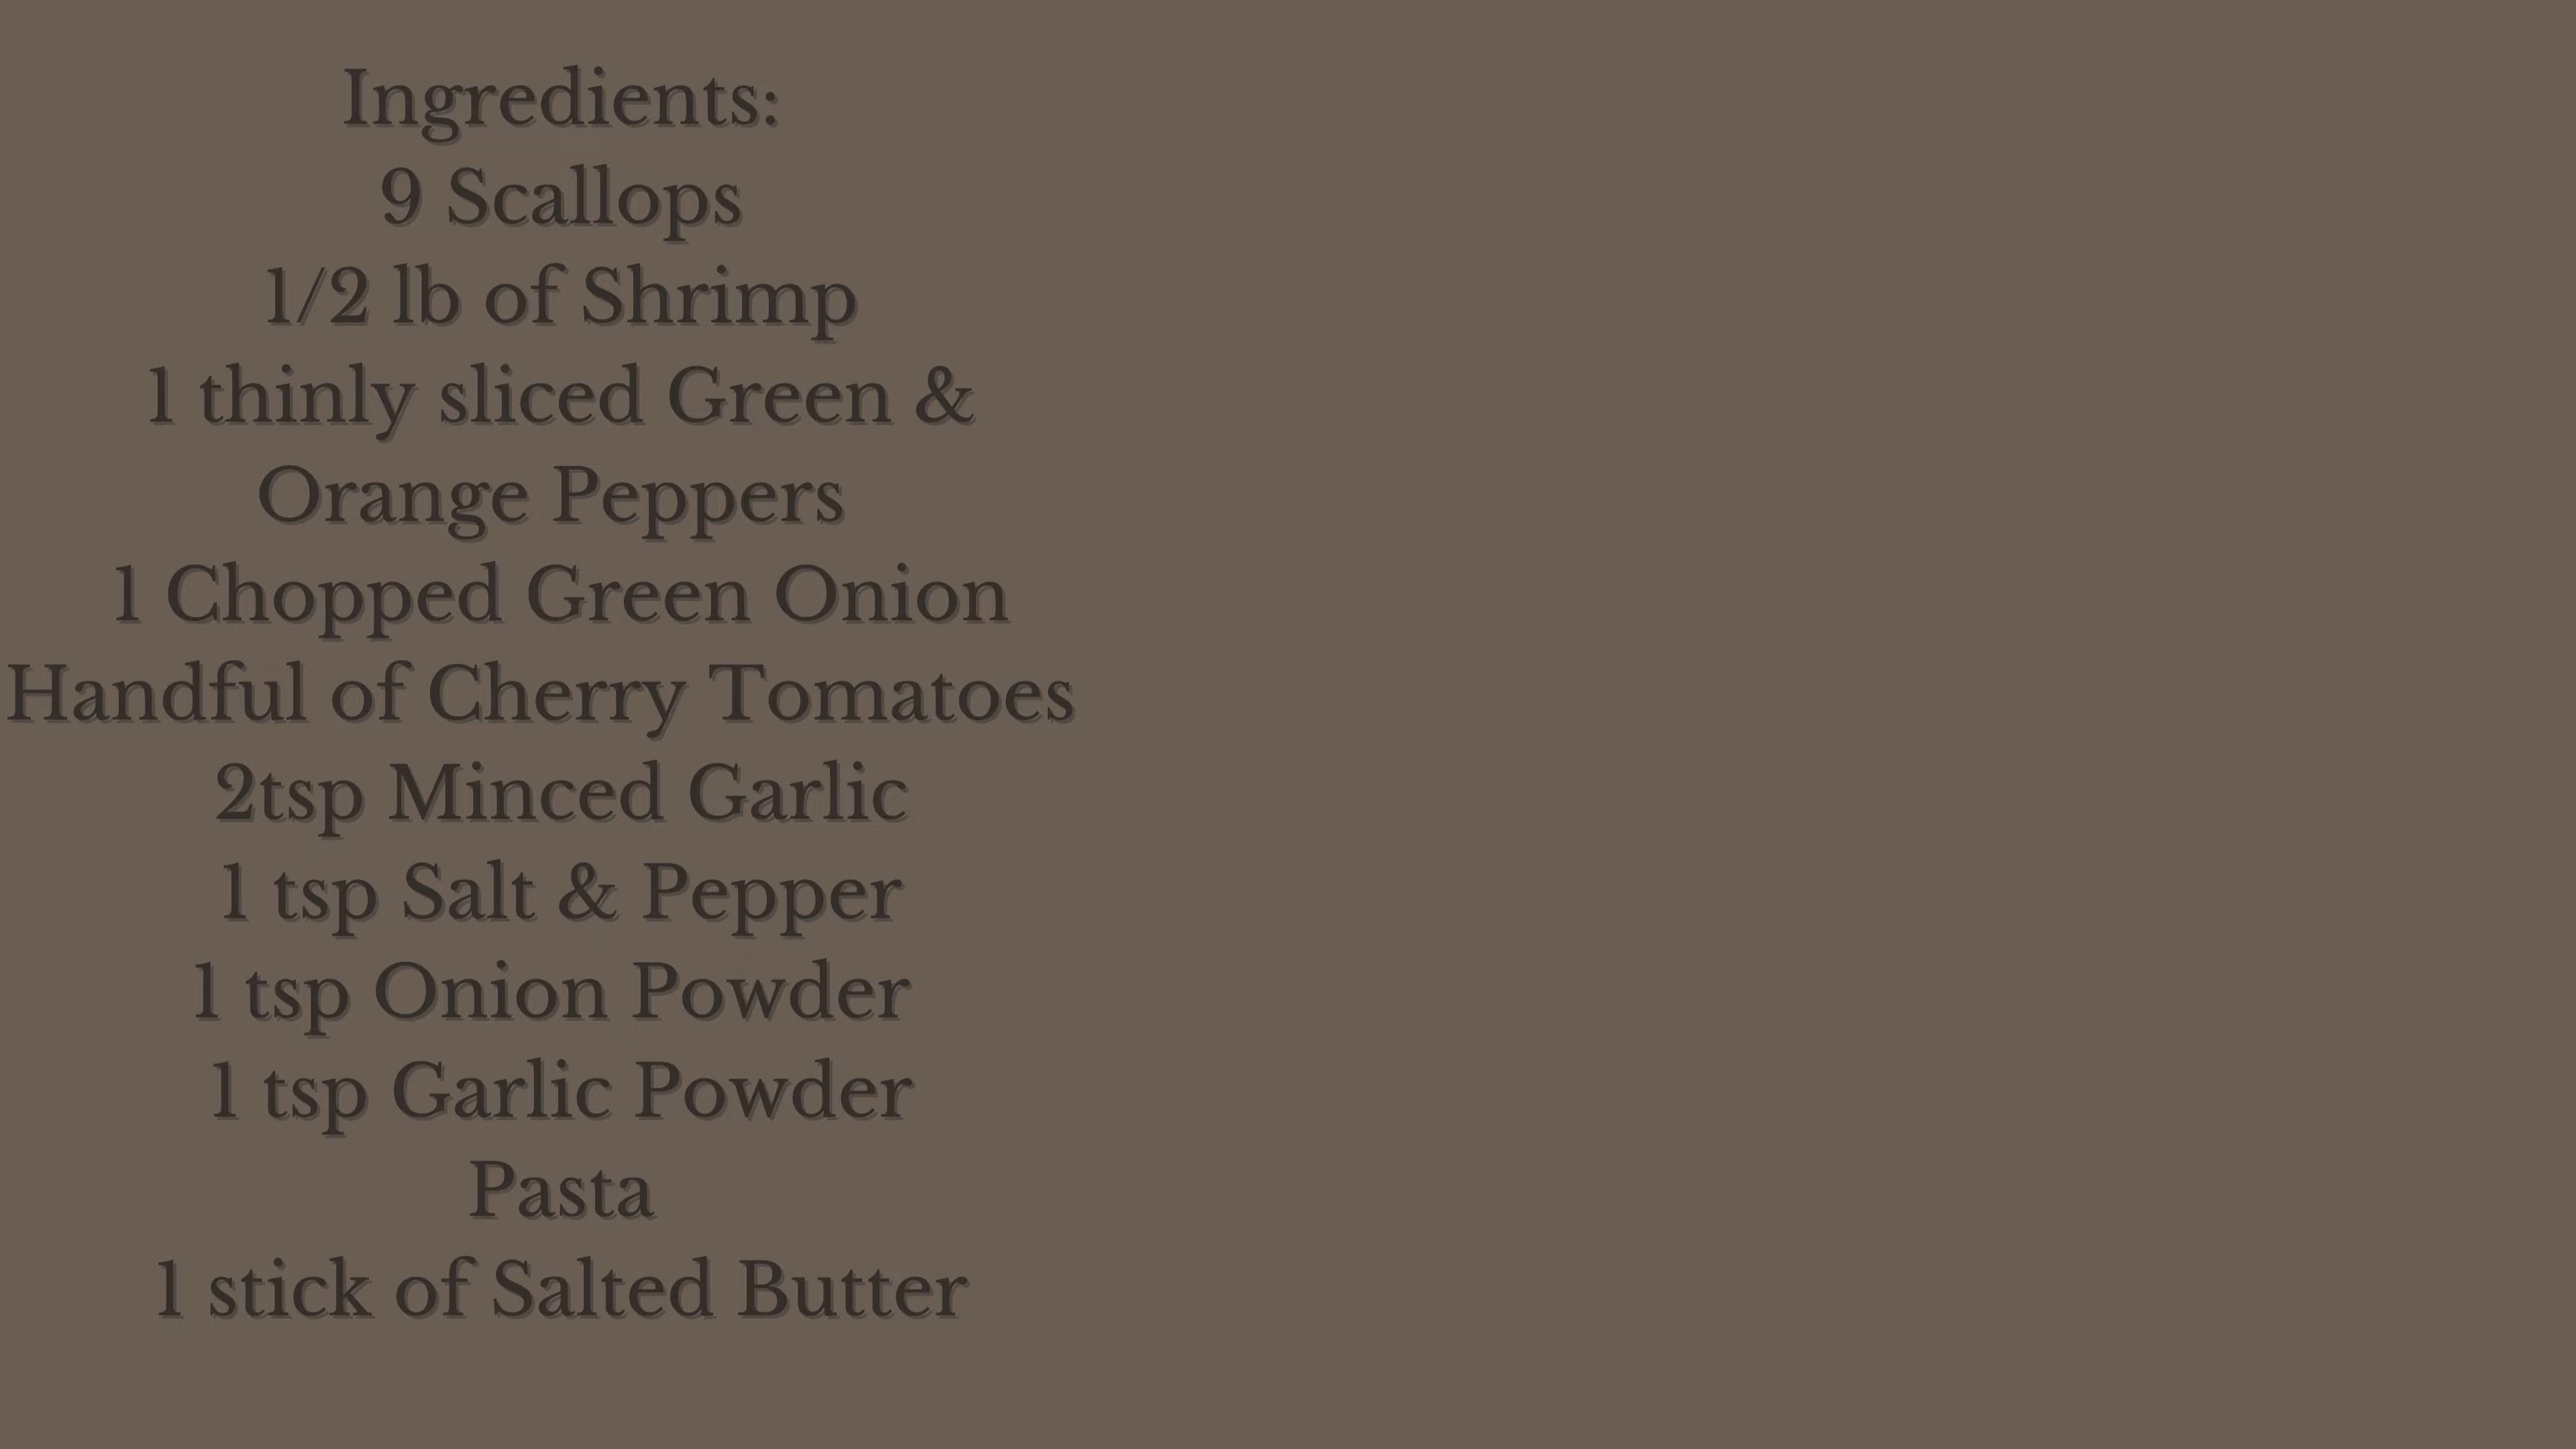 Ingredients:
9 Scallops
1/2 lb of Shrimp
1 thinly sliced Green &
Orange Peppers
1 Chopped Green Onion
Handful of Cherry Tomatoes
2tsp Minced Garlic
1 tsp Salt & Pepper
1 tsp Onion Powder
1 tsp Garlic Powder
Pasta
1 stick of Salted Butter